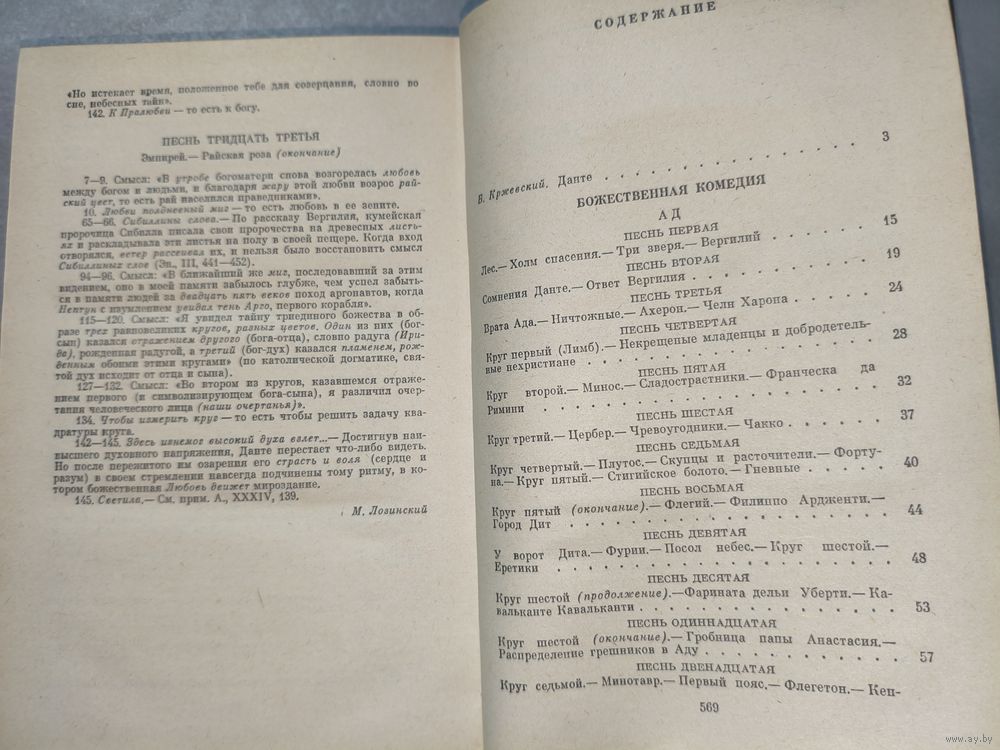 «Но истекает время, положенное тебе для созерцания, словно во
сне, небесных тайн».
142. К Пралюбви — то есть к богу.
ПЕСНЬ ТРИДЦАТЬ ТРЕТЬЯ
Эмпирей.— Райская роза (окончание)
7—9. Смысл: «В утробе богоматери снова возгорелась любовь
между богом и людьми, и благодаря жару этой любви возрос рай-
ский цвет, то есть рай населился праведниками».
10. Любви полдневный миг — то есть любовь в ее зените.
65—66. Сибиллины слова.— По рассказу Вергилия, кумейская
пророчица Сибилла писала свои пророчества на древесных листь-
ях и раскладывала эти листья на полу в своей пещере. Когда вход
отворялся, ветер рассеивал их, и нельзя было восстановить смысл
Сибиллиных слов (Эн., III, 441—452).
94—96. Смысл: «В ближайший же миг, последовавший за этим
видением, оно в моей памяти забылось глубже, чем успел забыть-
ся в памяти людей за двадцать пять веков поход аргонавтов, когда
Нептун с изумлением увидал тень Арго, первого корабля».
115—120. Смысл: «Я увидел тайну триединого божества в об-
разе трех равновеликих кругов, разных цветов. Один из них (бог-
сын) казался отражением другого (бога-отца), словно радуга (Ири-
да), рожденная радугой, а третий (бог-дух) казался пламенем, рож-
денным обоими этими кругами» (по католической догматике, свя-
той дух исходит от отца и сына).
127—132. Смысл: «Во втором из кругов, казавшемся отраже-
нием первого (и символизирующем бога-сына), я различил очер-
тания человеческого лица (наши очертанья)».
134. Чтобы измерить круг — то есть чтобы решить задачу ква-
дратуры круга.
142—145. Здесь изнемог высокий духа взлет...— Достигнув наи-
высшего духовного напряжения, Данте перестает что-либо видеть.
Но после пережитого им озарения его страсть и воля (сердце и
разум) в своем стремлении навсегда подчинены тому ритму, в ко-
тором божественная Любовь движет мироздание.
145. Светила.— См. прим. А., XXXIV, 139.
М. Лозинский
СОДЕРЖАНИЕ
В. Кржевский. Данте . . . . . . . . . . . . . 3
БОЖЕСТВЕННАЯ КОМЕДИЯ
АД
ПЕСНЬ ПЕРВАЯ
Лес.— Холм спасения.— Три зверя.— Вергилий . . . . . 15
ПЕСНЬ ВТОРАЯ
Сомнения Данте.— Ответ Вергилия . . . . . . . . . 19
ПЕСНЬ ТРЕТЬЯ
Врата Ада.— Ничтожные.— Ахерон.— Челн Харона . . . . 24
ПЕСНЬ ЧЕТВЕРТАЯ
Круг первый (Лимб).— Некрещеные младенцы и добродетель-
ные нехристиане . . . . . . . . . . . . . . 28
ПЕСНЬ ПЯТАЯ
Круг второй.— Минос.— Сладострастники.— Франческа да
Римини . . . . . . . . . . . . . . . . 32
ПЕСНЬ ШЕСТАЯ
Круг третий.— Цербер.— Чревоугодники.— Чакко . . . . . 37
ПЕСНЬ СЕДЬМАЯ
Круг четвертый.— Плутос.— Скупцы и расточители.— Форту-
на.— Круг пятый.— Стигийское болото.— Гневные . . . . 40
ПЕСНЬ ВОСЬМАЯ
Круг пятый (окончание).— Флегий.— Филиппо Ардженти.—
Город Дит . . . . . . . . . . . . . . . 44
ПЕСНЬ ДЕВЯТАЯ
У ворот Дита.— Фурии.— Посол небес.— Круг шестой.—
Еретики . . . . . . . . . . . . . . . . 48
ПЕСНЬ ДЕСЯТАЯ
Круг шестой (продолжение).—Фарината дельи Уберти.— Ка-
вальканте Кавальканти . . . . . . . . . . . . 53
ПЕСНЬ ОДИННАДЦАТАЯ
Круг шестой (окончание).— Гробница папы Анастасия.—
Распределение грешников в Аду . . . . . . . . . 57
ПЕСНЬ ДВЕНАДЦАТАЯ
Круг седьмой.— Минотавр.— Первый пояс.— Флегетон.— Кен-
569
www.ay.by